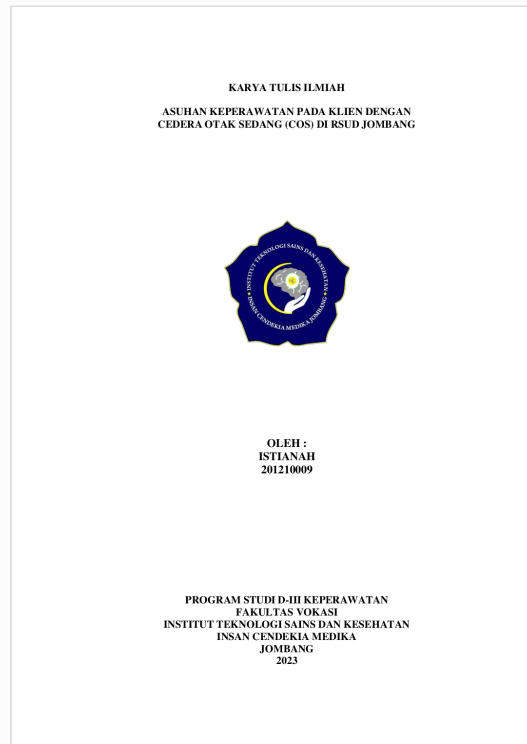 KARYA TULIS ILMIAH
ASUHAN KEPERAWATAN PADA KLIEN DENGAN
CEDERA OTAK SEDANG (COS) DI RSUD JOMBANG
INSTITUT TEKNOLOGI SAINS DAN KESEHATAN
INSAN CENDEKIA MEDIKA JOMBANG
OLEH :
ISTIANAH
201210009
PROGRAM STUDI D-III KEPERAWATAN
FAKULTAS VOKASI
INSTITUT TEKNOLOGI SAINS DAN KESEHATAN
INSAN CENDEKIA MEDIKA
JOMBANG
2023